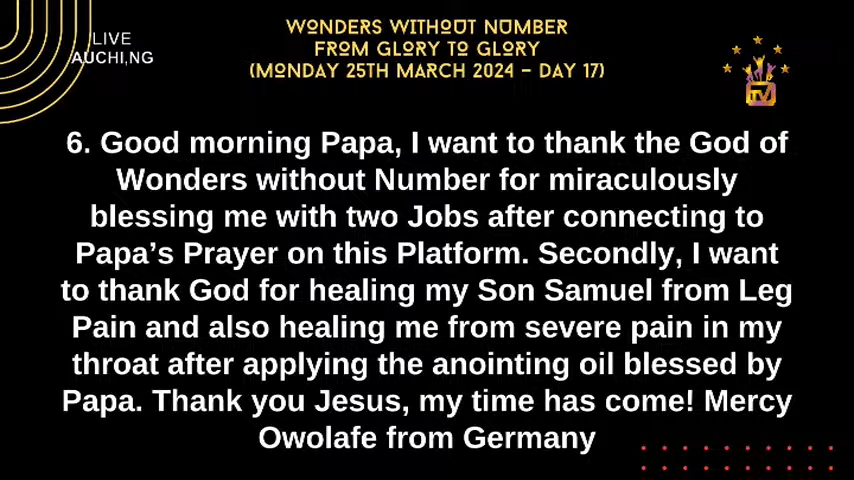 LIVE
AUCHI,NG
WONDERS WITHOUT NUMBER
FROM GLORY TO GLORY
(MONDAY 25TH MARCH 2024 – DAY 17)
TV
6. Good morning Papa, I want to thank the God of
Wonders without Number for miraculously
blessing me with two Jobs after connecting to
Papa’s Prayer on this Platform. Secondly, I want
to thank God for healing my Son Samuel from Leg
Pain and also healing me from severe pain in my
throat after applying the anointing oil blessed by
Papa. Thank you Jesus, my time has come! Mercy
Owolafe from Germany